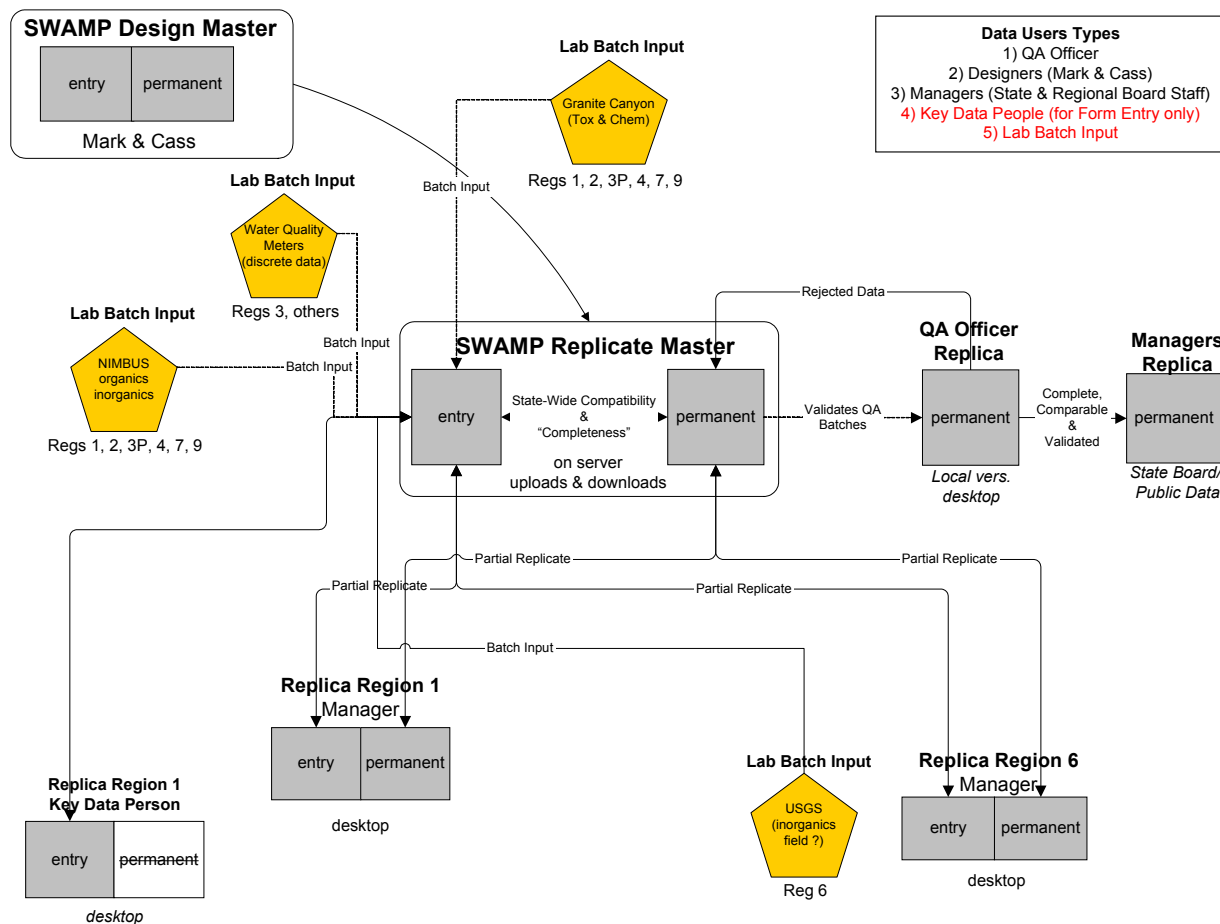 SWAMP Design Master
entry
permanent
Mark & Cass
Lab Batch Input
Granite Canyon
(Tox & Chem)
Regs 1, 2, 3P, 4, 7, 9
Data Users Types
1) QA Officer
2) Designers (Mark & Cass)
3) Managers (State & Regional Board Staff)
4) Key Data People (for Form Entry only)
5) Lab Batch Input
Batch Input
Lab Batch Input
Water Quality
Meters
(discrete data)
Regs 3, others
Batch Input
Lab Batch Input
NIMBUS
organics
inorganics
Regs 1, 2, 3P, 4, 7, 9
Batch Input
SWAMP Replicate Master
entry
State-Wide Compatibility
&
“Completeness”
permanent
on server
uploads & downloads
Rejected Data
Validates QA
Batches
QA Officer
Replica
permanent
Local vers.
desktop
Complete,
Comparable
&
Validated
Managers
Replica
permanent
State Board/
Public Data
Partial Replicate
Partial Replicate
Partial Replicate
Partial Replicate
Batch Input
Replica Region 1
Manager
entry
permanent
desktop
Replica Region 1
Key Data Person
entry
permanent
desktop
Lab Batch Input
USGS
(inorganics
field ?)
Reg 6
Replica Region 6
Manager
entry
permanent
desktop